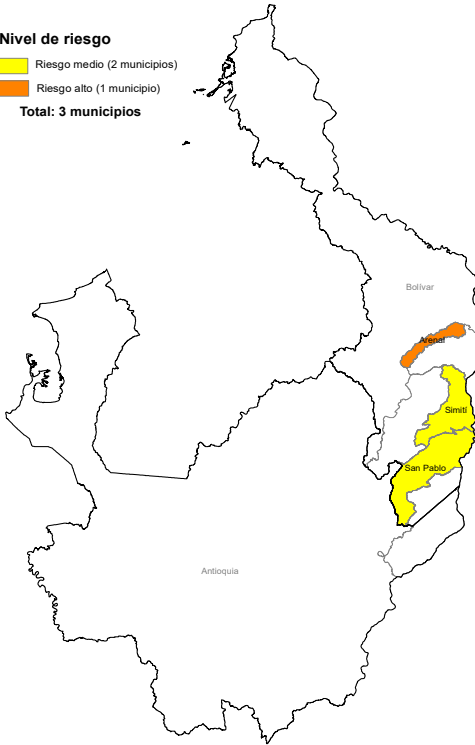 Nivel de riesgo
Riesgo medio (2 municipios)
Riesgo alto (1 municipio)
Total: 3 municipios
Bolívar
Arenal
Simití
San Pablo
Antioquia